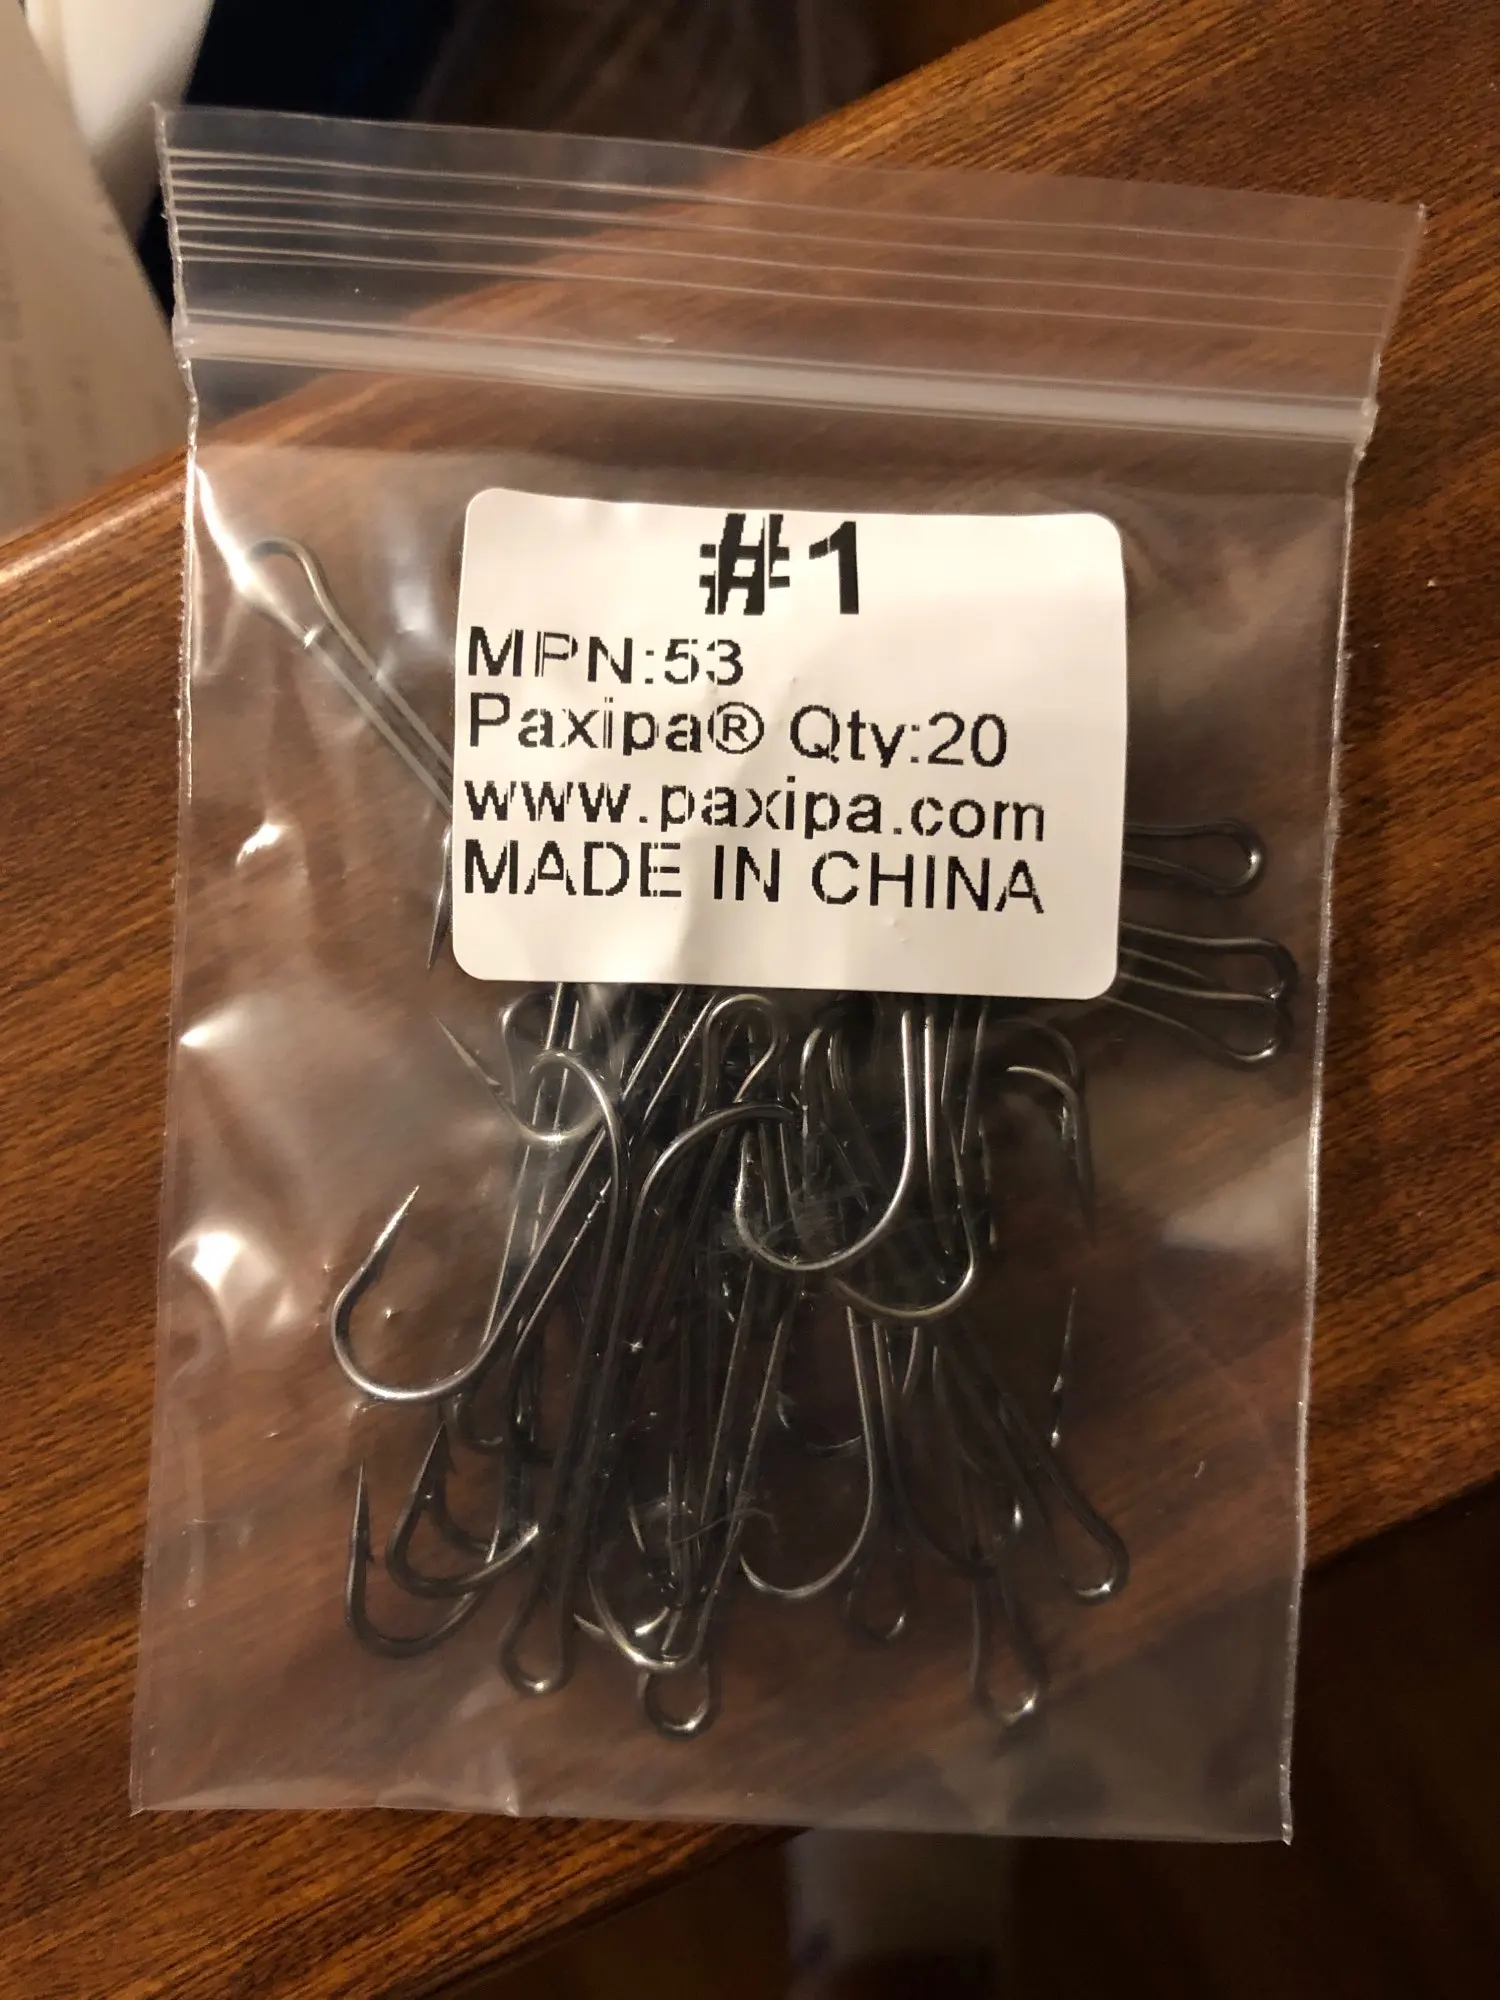 #1
MPN:53
Paxipa® Qty:20
www.paxipa.com
MADE IN CHINA